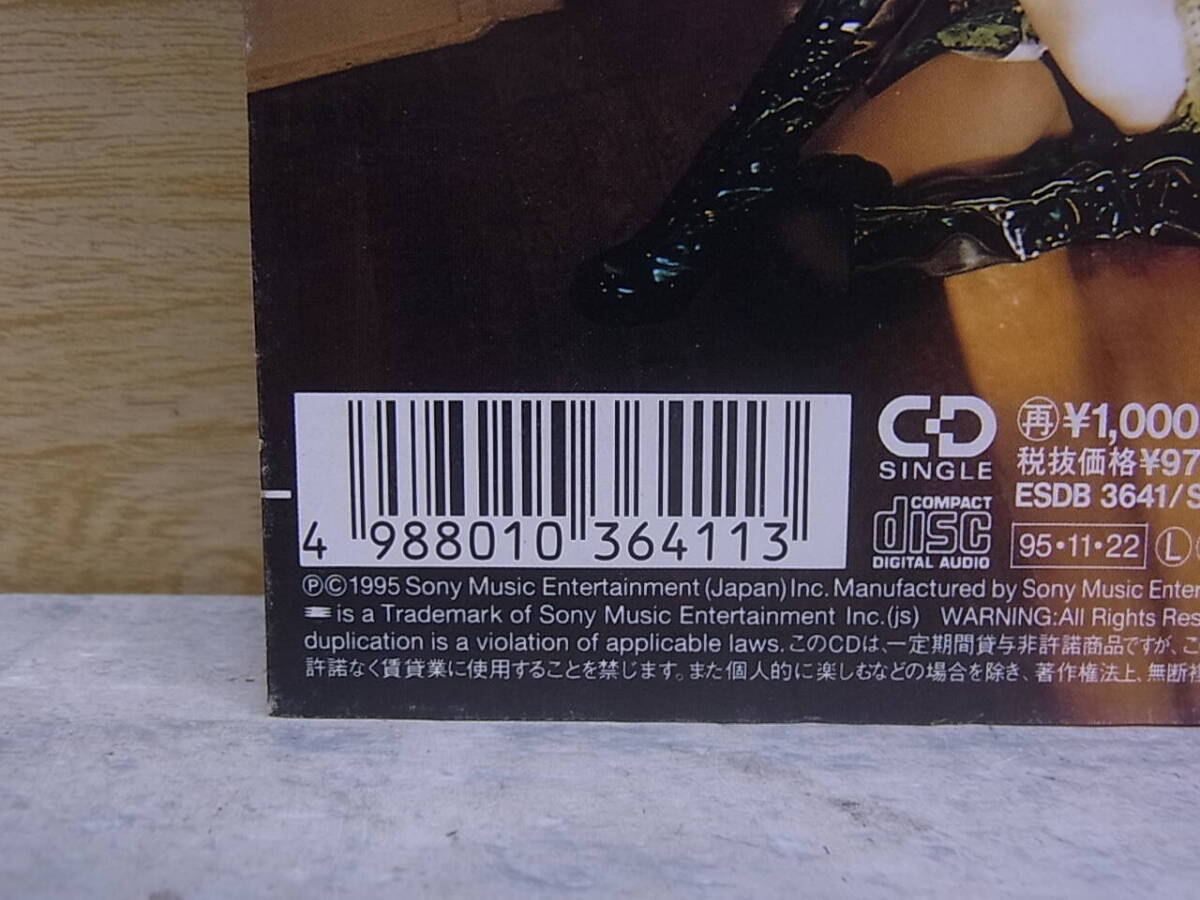 4 988010 364113
CD
SINGLE
COMPACT
disc
DIGITAL AUDIO
再 ¥1,000
税抜価格¥97
ESDB 3641/S
95・11・22 Ⓛ
ⓅⒸ1995 Sony Music Entertainment (Japan) Inc. Manufactured by Sony Music Enter
is a Trademark of Sony Music Entertainment Inc.(js) WARNING:All Rights Res
duplication is a violation of applicable laws. このCDは、一定期間貸与非許諾商品ですが、こ
許諾なく賃貸業に使用することを禁じます。また個人的に楽しむなどの場合を除き、著作権法上、無断複